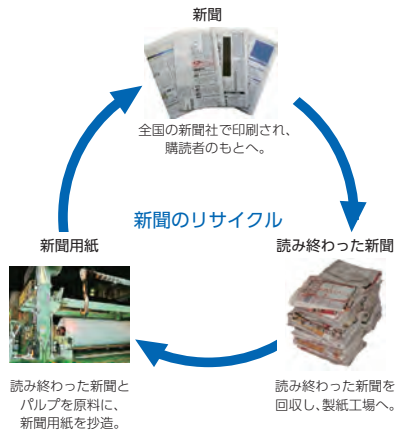 新聞
全国の新聞社で印刷され、
購読者のもとへ。
新聞のリサイクル
新聞用紙
読み終わった新聞
読み終わった新聞と
パルプを原料に、
新聞用紙を抄造。
読み終わった新聞を
回収し、製紙工場へ。